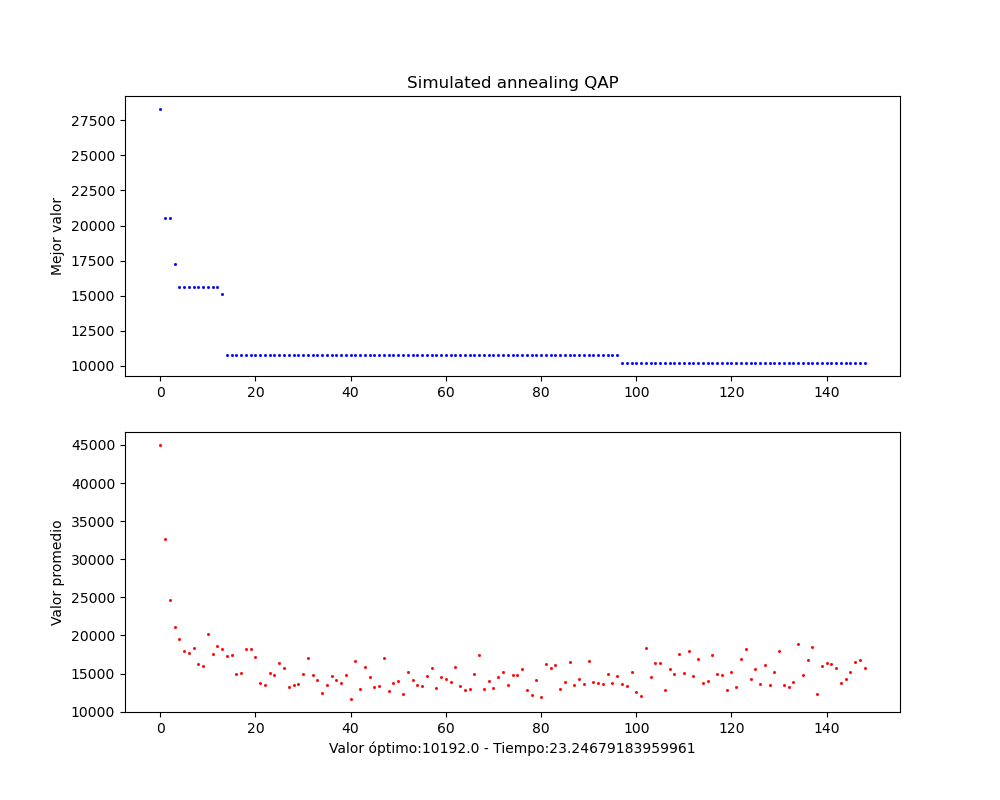 Simulated annealing QAP
Mejor valor
27500
25000
22500
20000
17500
15000
12500
10000
0 20 40 60 80 100 120 140
Valor promedio
45000
40000
35000
30000
25000
20000
15000
10000
0 20 40 60 80 100 120 140
Valor óptimo:10192.0 - Tiempo:23.24679183959961